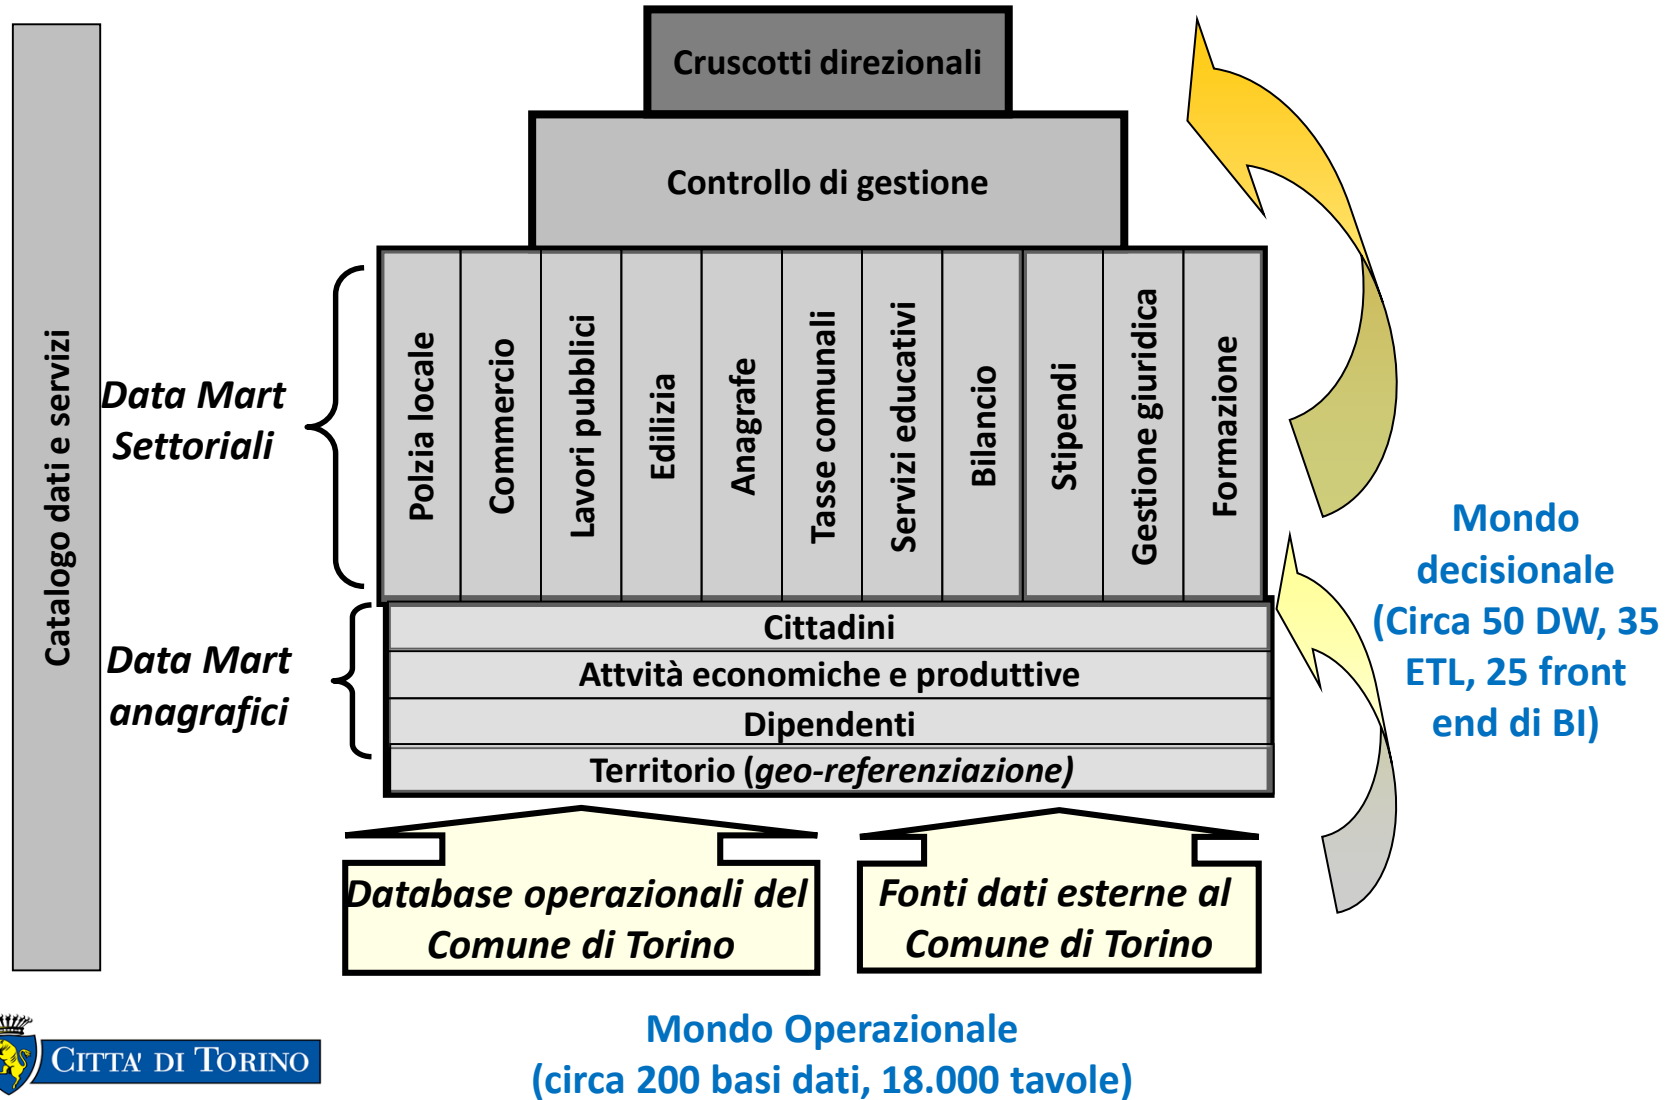 Cruscotti direzionali
Controllo di gestione
Catalogo dati e servizi
Data Mart
Settoriali
Polzia locale
Commercio
Lavori pubblici
Edilizia
Anagrafe
Tasse comunali
Servizi educativi
Bilancio
Stipendi
Gestione giuridica
Formazione
Mondo
decisionale
(Circa 50 DW, 35
ETL, 25 front
end di BI)
Data Mart
anagrafici
Cittadini
Attvità economiche e produttive
Dipendenti
Territorio (geo-referenziazione)
Database operazionali del
Comune di Torino
Fonti dati esterne al
Comune di Torino
Mondo Operazionale
(circa 200 basi dati, 18.000 tavole)
CITTA' DI TORINO